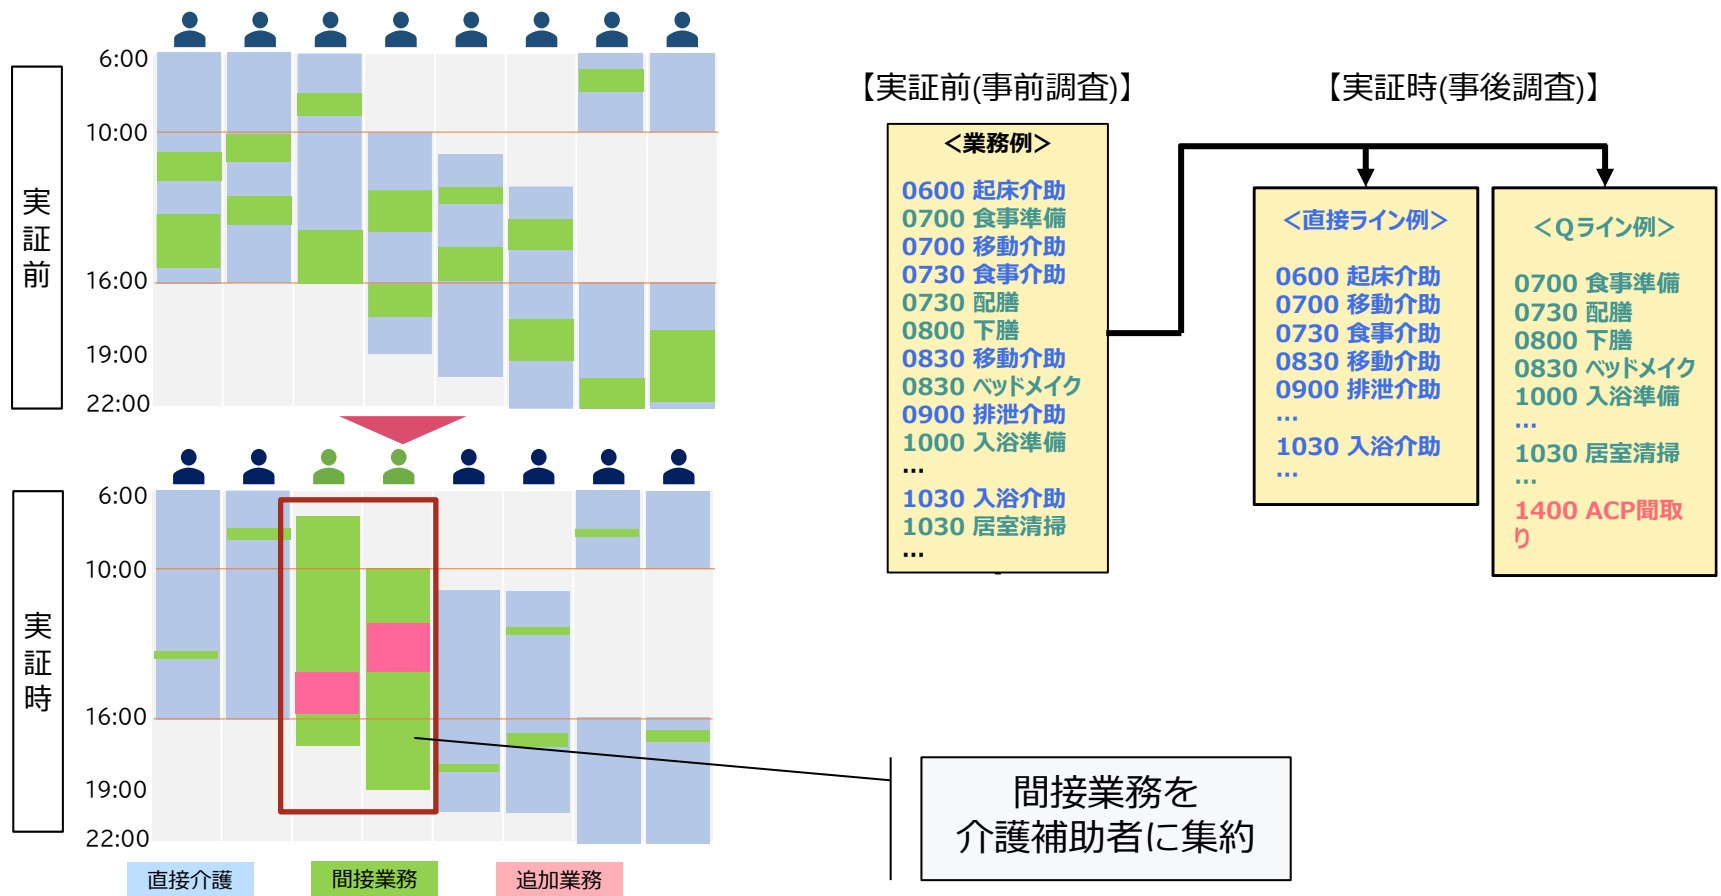 実証前
6:00
10:00
16:00
19:00
22:00
実証時
6:00
10:00
16:00
19:00
22:00
直接介護
間接業務
追加業務
【実証前(事前調査)】
<業務例>
0600 起床介助
0700 食事準備
0700 移動介助
0730 食事介助
0730 配膳
0800 下膳
0830 移動介助
0830 ベッドメイク
0900 排泄介助
1000 入浴準備
…
1030 入浴介助
1030 居室清掃
…
【実証時(事後調査)】
<直接ライン例>
0600 起床介助
0700 移動介助
0730 食事介助
0830 移動介助
0900 排泄介助
…
1030 入浴介助
…
<Qライン例>
0700 食事準備
0730 配膳
0800 下膳
0830 ベッドメイク
1000 入浴準備
…
1030 居室清掃
…
1400 ACP聞取
り
間接業務を
介護補助者に集約